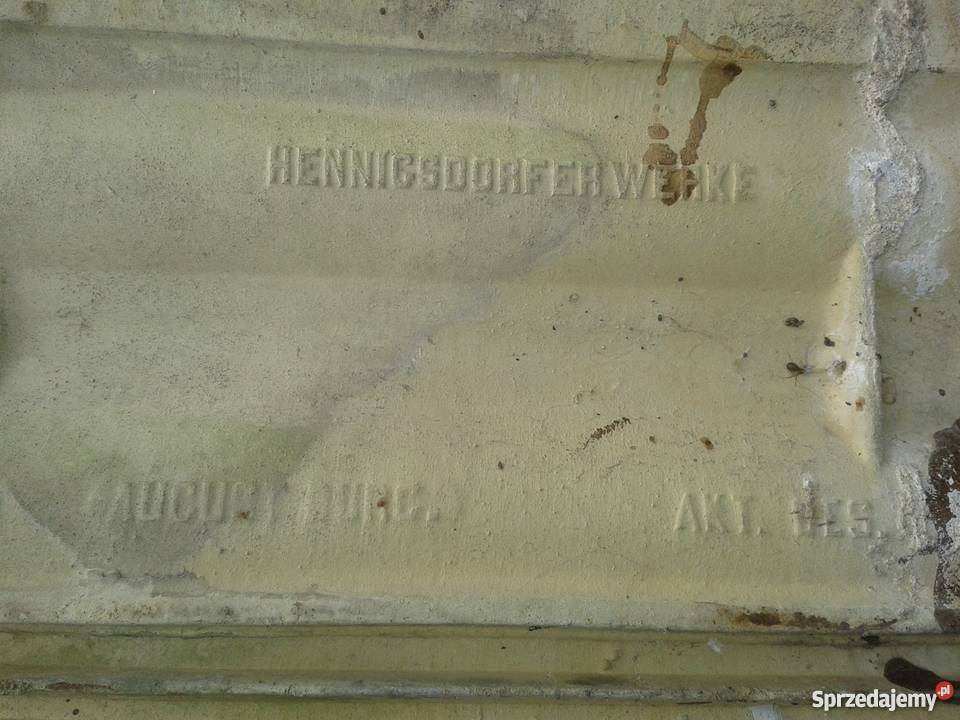 HENNIGSDORFER WERKE
AUGUST BURG. AKT. GES.
Sprzedajemy.pl